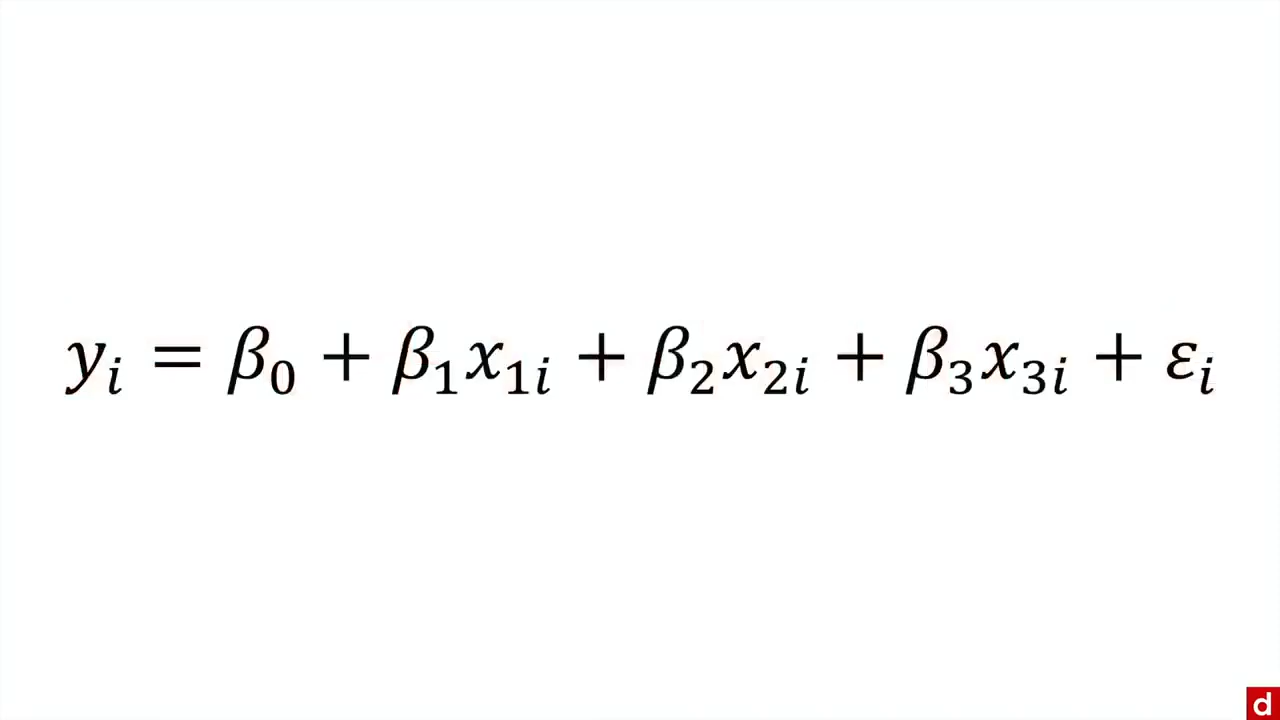 yᵢ = β₀ + β₁x₁ᵢ + β₂x₂ᵢ + β₃x₃ᵢ + εᵢ
d